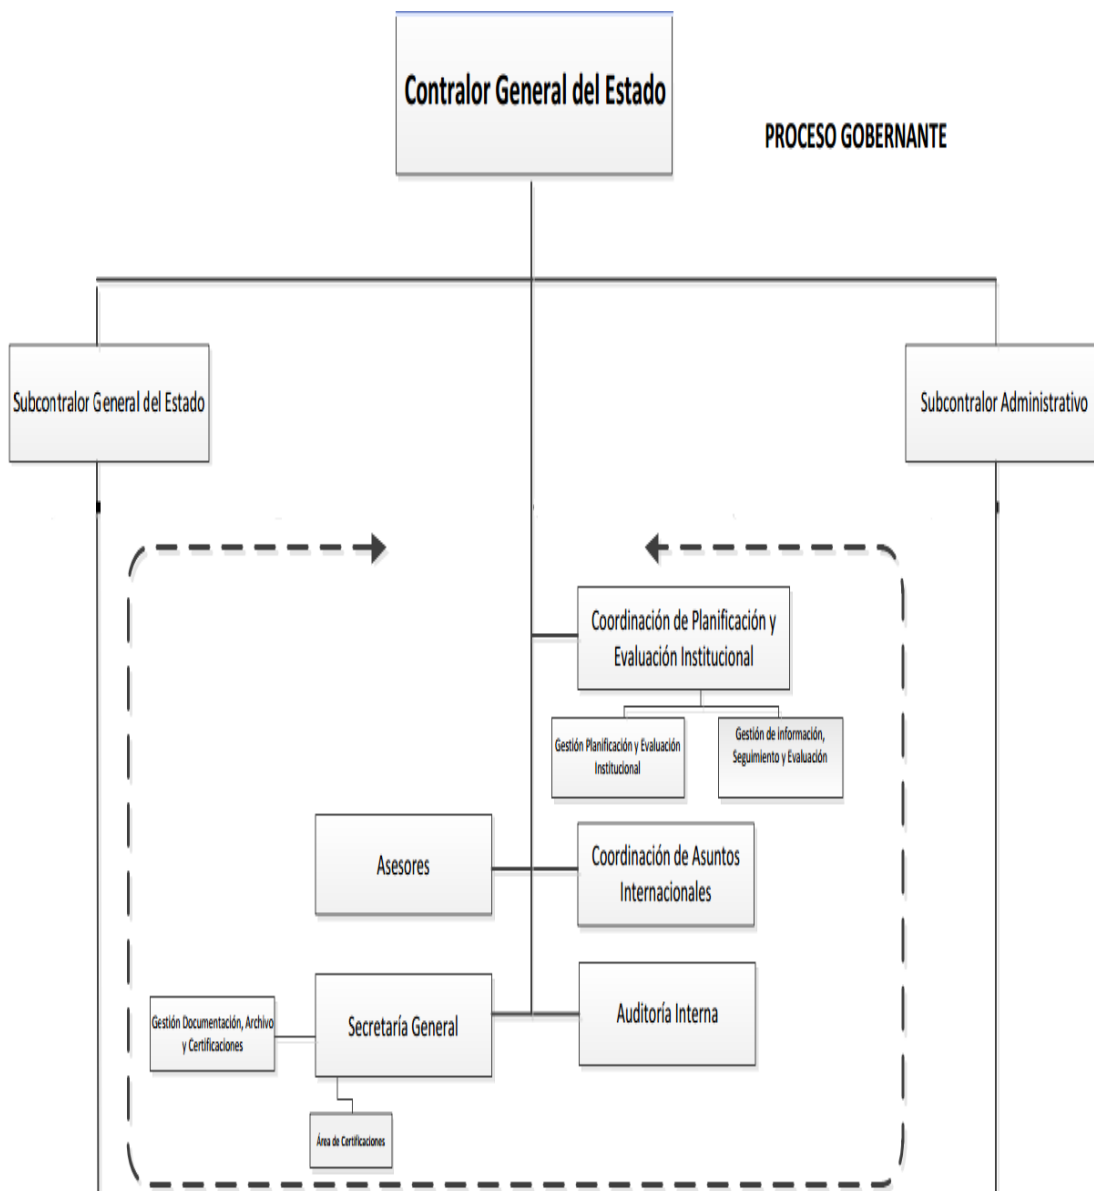 Contralor General del Estado
PROCESO GOBERNANTE
Subcontralor General del Estado
Subcontralor Administrativo
Coordinación de Planificación y
Evaluación Institucional
Gestión Planificación y Evaluación
Institucional
Gestión de información,
Seguimiento y Evaluación
Asesores
Coordinación de Asuntos
Internacionales
Gestión Documentación, Archivo
y Certificaciones
Secretaría General
Auditoría Interna
Área de Certificaciones